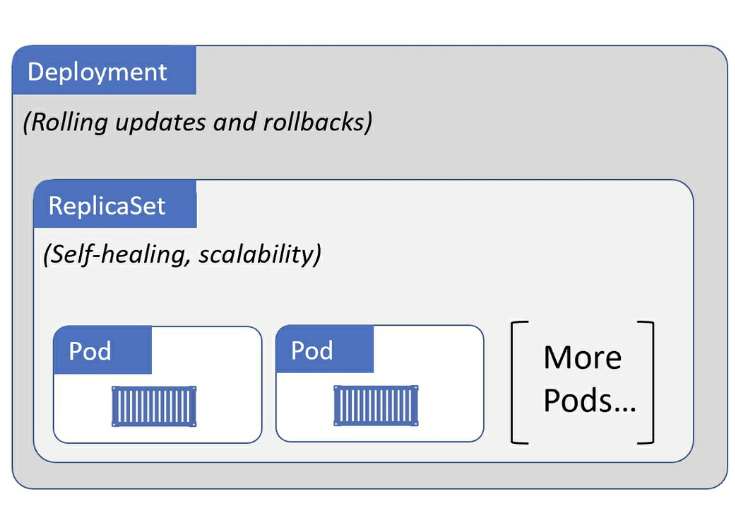 Deployment
(Rolling updates and rollbacks)
ReplicaSet
(Self-healing, scalability)
Pod
Pod
More
Pods...